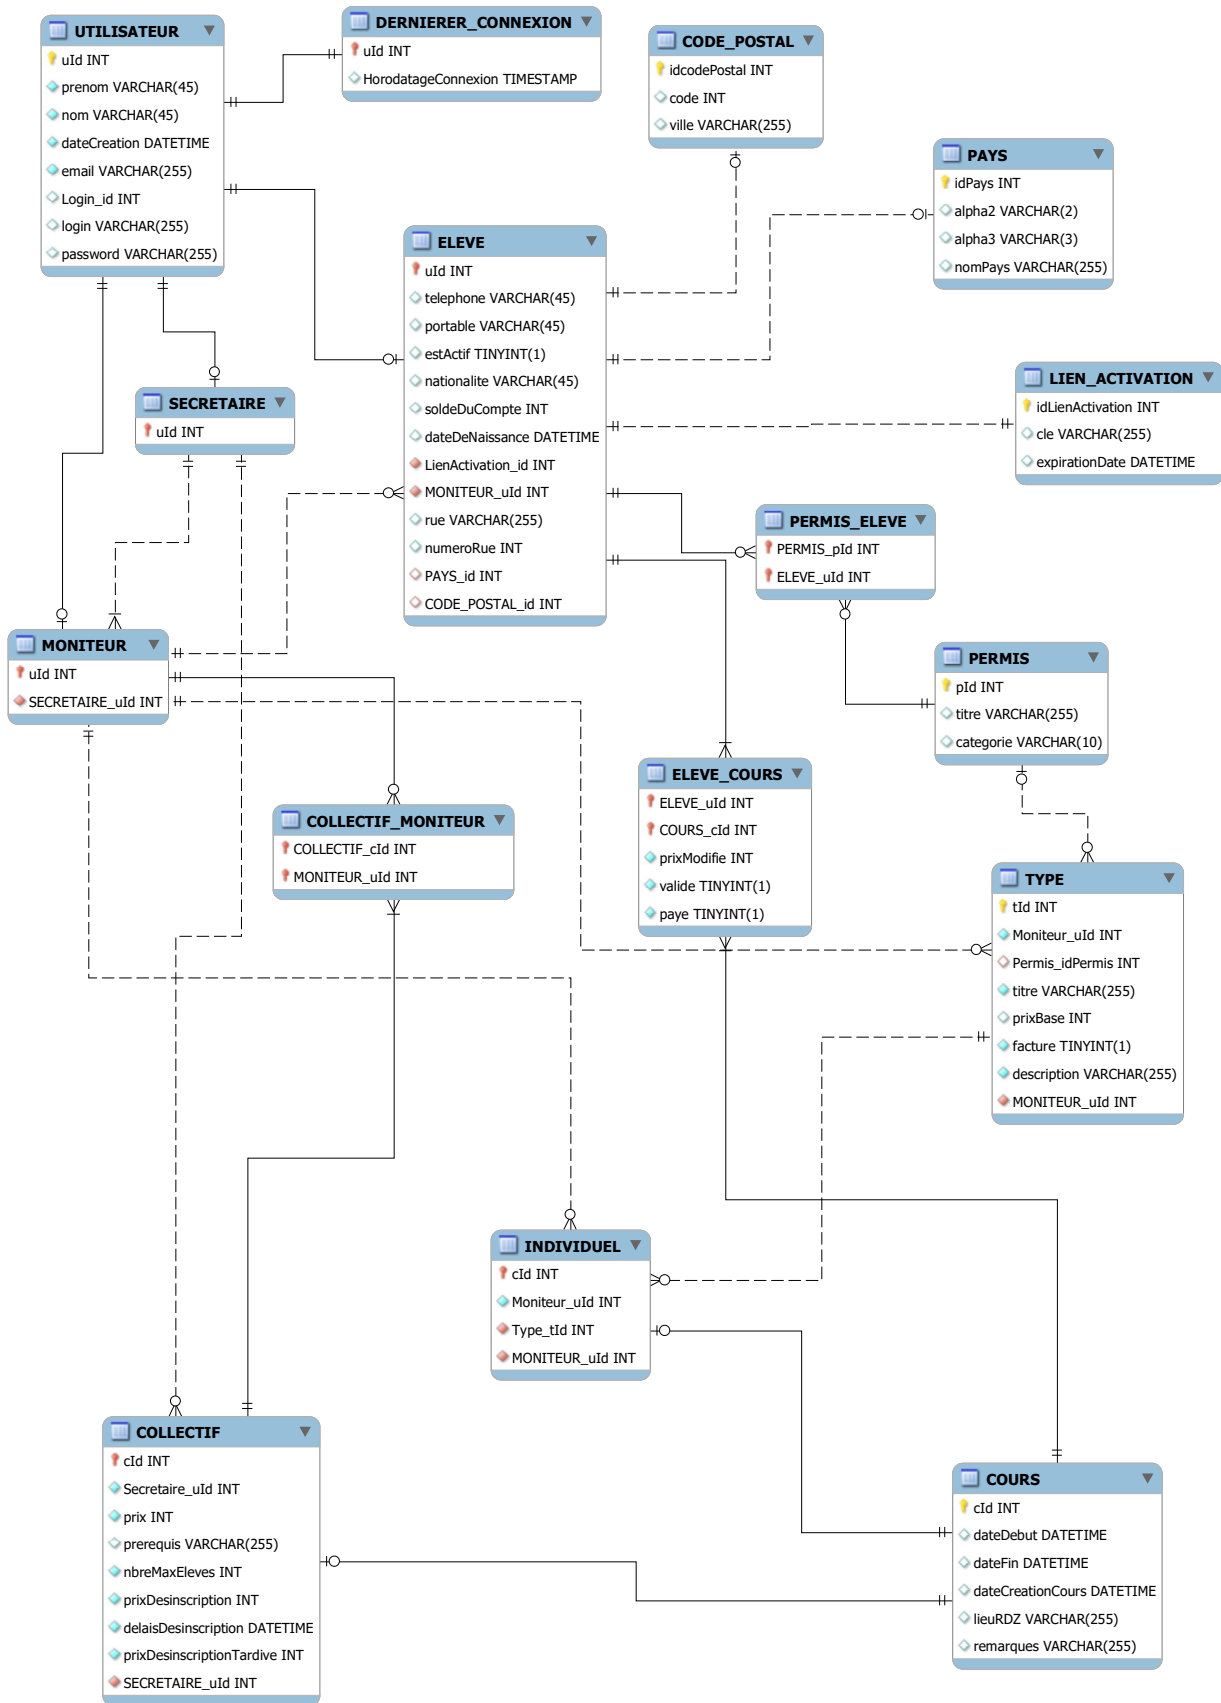 UTILISATEUR
uId INT
prenom VARCHAR(45)
nom VARCHAR(45)
dateCreation DATETIME
email VARCHAR(255)
Login_id INT
login VARCHAR(255)
password VARCHAR(255)
DERNIERER_CONNEXION
uId INT
HorodatageConnexion TIMESTAMP
CODE_POSTAL
idcodePostal INT
code INT
ville VARCHAR(255)
PAYS
idPays INT
alpha2 VARCHAR(2)
alpha3 VARCHAR(3)
nomPays VARCHAR(255)
ELEVE
uId INT
telephone VARCHAR(45)
portable VARCHAR(45)
estActif TINYINT(1)
nationalite VARCHAR(45)
soldeDuCompte INT
dateDeNaissance DATETIME
LienActivation_id INT
MONITEUR_uId INT
rue VARCHAR(255)
numeroRue INT
PAYS_id INT
CODE_POSTAL_id INT
SECRETAIRE
uId INT
LIEN_ACTIVATION
idLienActivation INT
cle VARCHAR(255)
expirationDate DATETIME
PERMIS_ELEVE
PERMIS_pId INT
ELEVE_uId INT
MONITEUR
uId INT
SECRETAIRE_uId INT
PERMIS
pId INT
titre VARCHAR(255)
categorie VARCHAR(10)
ELEVE_COURS
ELEVE_uId INT
COURS_cId INT
prixModifie INT
valide TINYINT(1)
paye TINYINT(1)
COLLECTIF_MONITEUR
COLLECTIF_cId INT
MONITEUR_uId INT
TYPE
tId INT
Moniteur_uId INT
Permis_idPermis INT
titre VARCHAR(255)
prixBase INT
facture TINYINT(1)
description VARCHAR(255)
MONITEUR_uId INT
INDIVIDUEL
cId INT
Moniteur_uId INT
Type_tId INT
MONITEUR_uId INT
COLLECTIF
cId INT
Secretaire_uId INT
prix INT
prerequis VARCHAR(255)
nbreMaxEleves INT
prixDesinscription INT
delaisDesinscription DATETIME
prixDesinscriptionTardive INT
SECRETAIRE_uId INT
COURS
cId INT
dateDebut DATETIME
dateFin DATETIME
dateCreationCours DATETIME
lieuRDZ VARCHAR(255)
remarques VARCHAR(255)